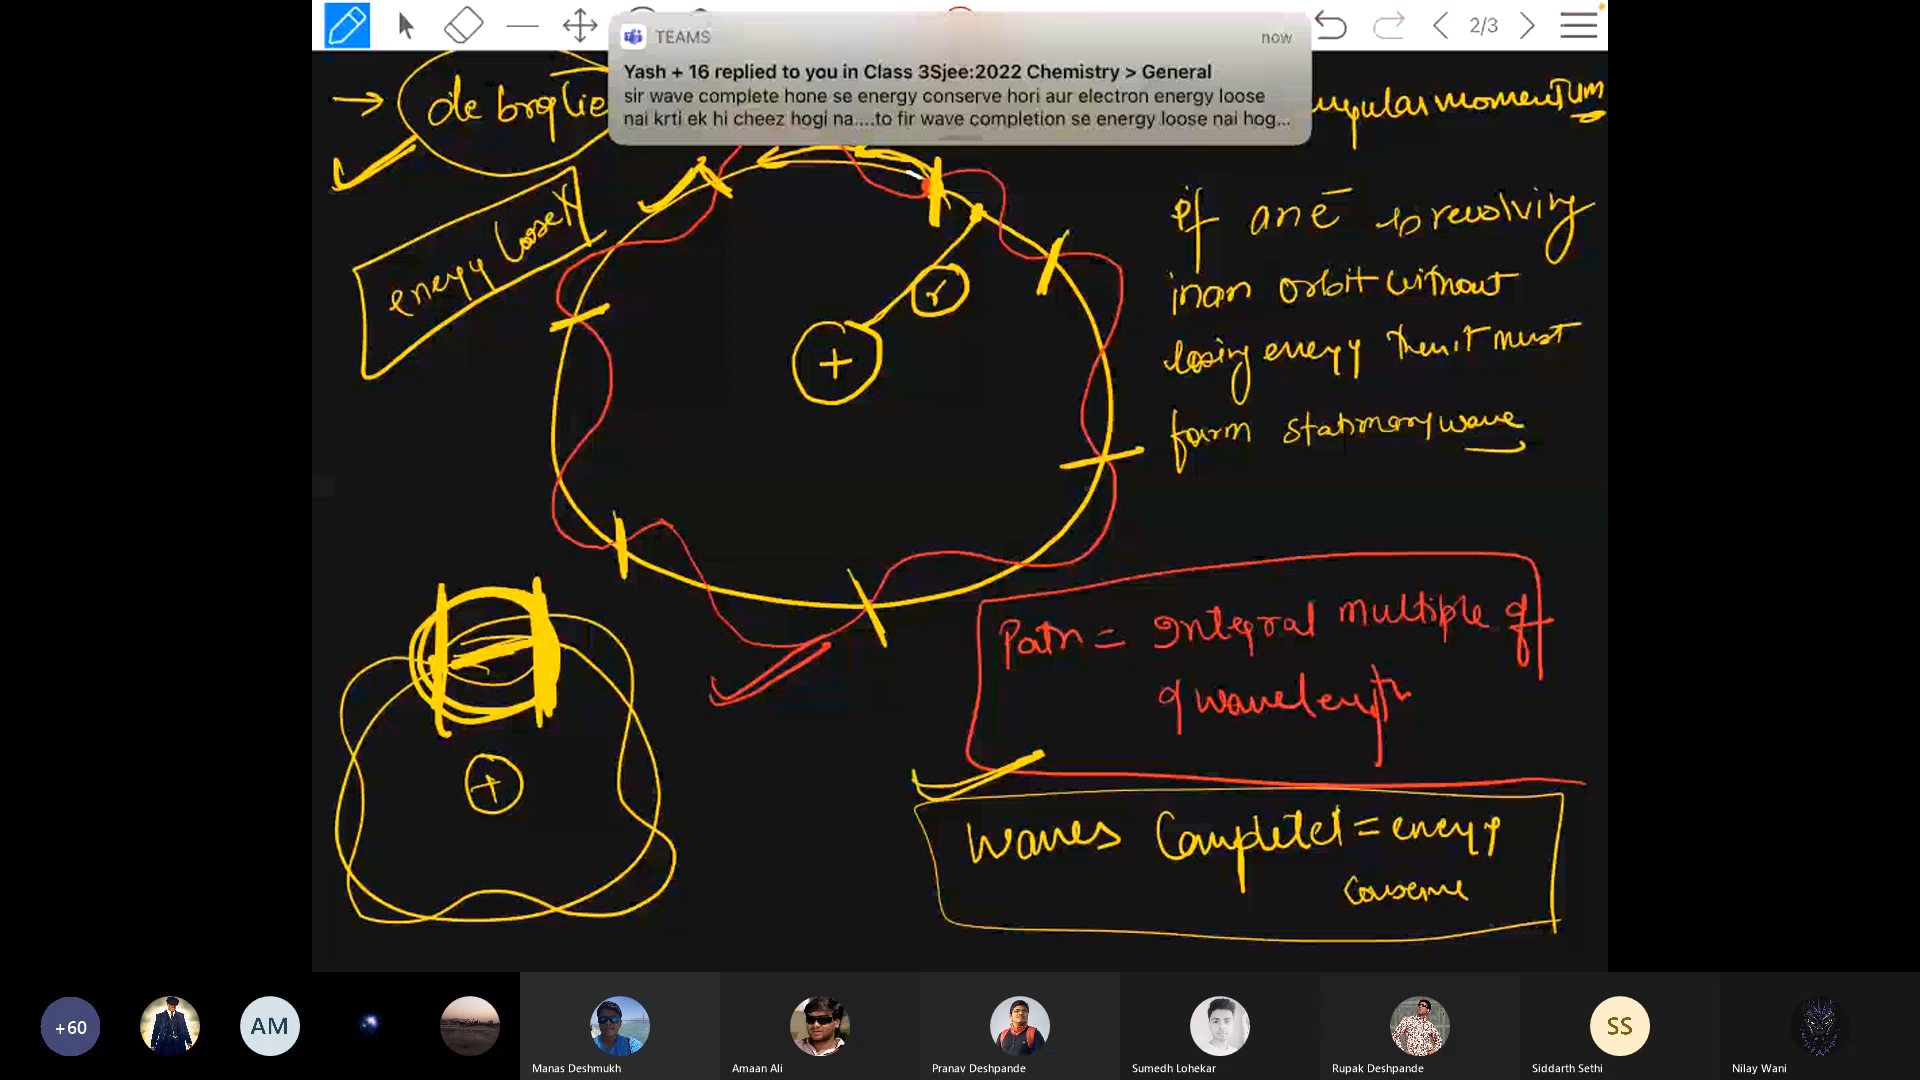 2/3
TEAMS
now
Yash + 16 replied to you in Class 3Sjee:2022 Chemistry > General
sir wave complete hone se energy conserve hori aur electron energy loose
nai krti ek hi cheez hogi na....to fir wave completion se energy loose nai hog...
→ de broglie
angular momentum
energy loose X
if an e⁻ is revolving
in an orbit without
losing energy then it must
form stationary wave
r
+
Path = Integral multiple of
of wavelength
+
Waves Completed = energy
Conserve
+60
AM
SS
Manas Deshmukh
Amaan Ali
Pranav Deshpande
Sumedh Lohekar
Rupak Deshpande
Siddarth Sethi
Nilay Wani